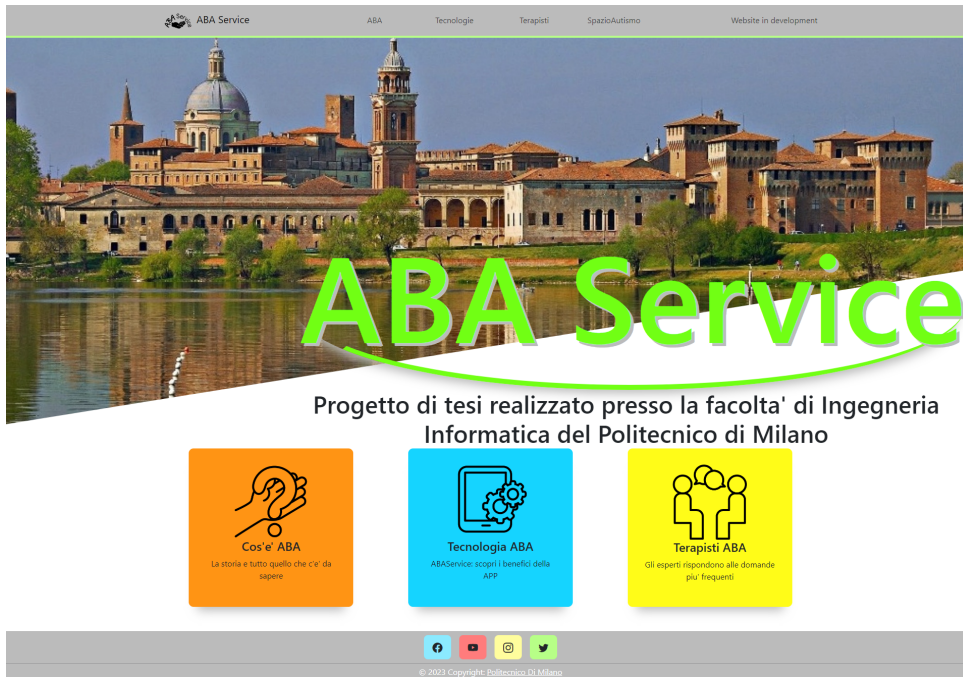 ABA Service
ABA Service
ABA
Tecnologie
Terapisti
SpazioAutismo
Website in development
ABA Service
Progetto di tesi realizzato presso la facolta' di Ingegneria
Informatica del Politecnico di Milano
Cos'e' ABA
La storia e tutto quello che c'e' da
sapere
Tecnologia ABA
ABAService: scopri i benefici della
APP
Terapisti ABA
Gli esperti rispondono alle domande
piu' frequenti
© 2023 Copyright: Politecnico Di Milano